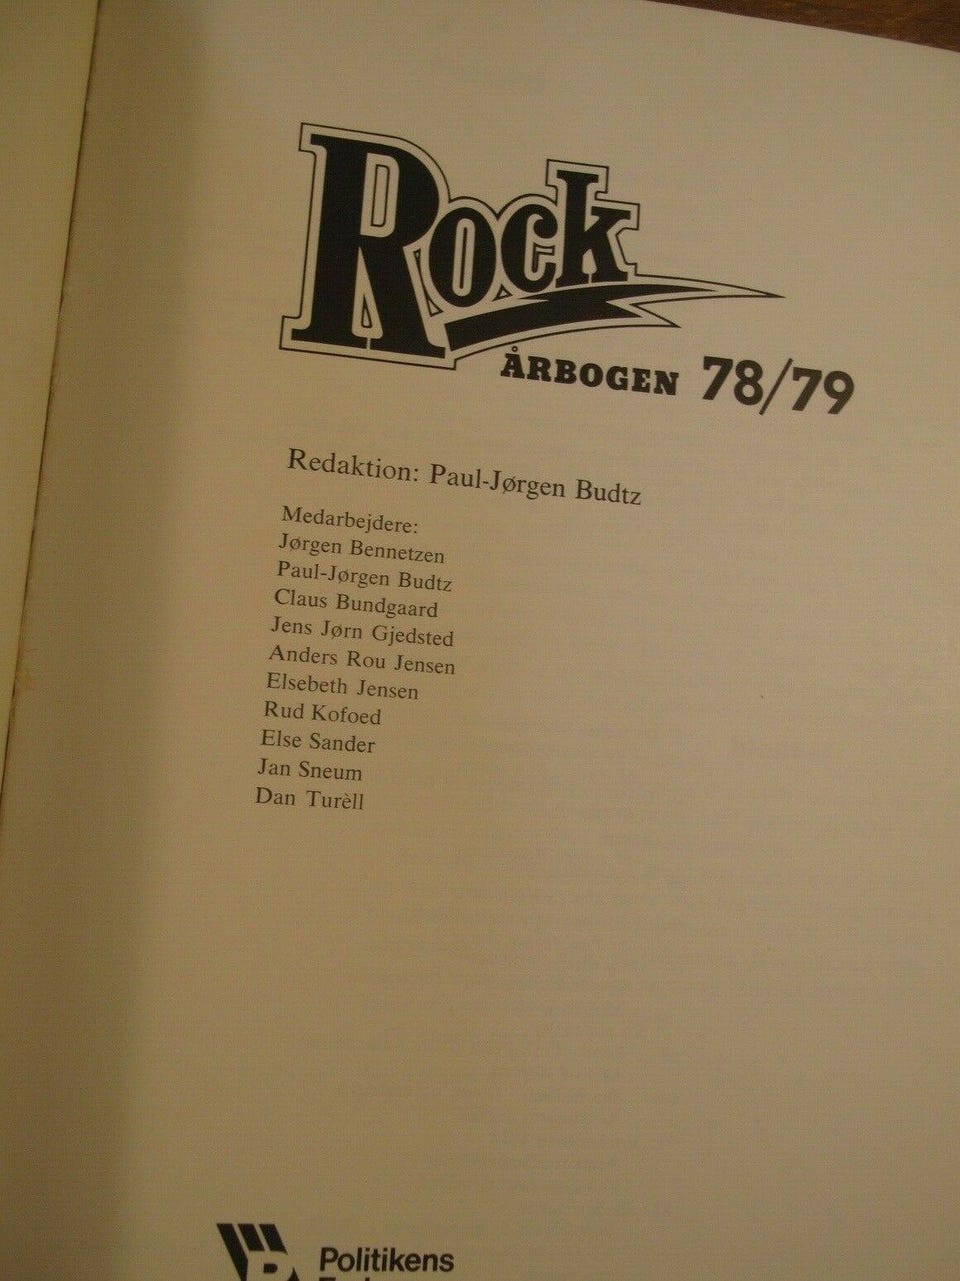 Rock
ÅRBOGEN 78/79
Redaktion: Paul-Jørgen Budtz
Medarbejdere:
Jørgen Bennetzen
Paul-Jørgen Budtz
Claus Bundgaard
Jens Jørn Gjedsted
Anders Rou Jensen
Elsebeth Jensen
Rud Kofoed
Else Sander
Jan Sneum
Dan Turèll
Politikens